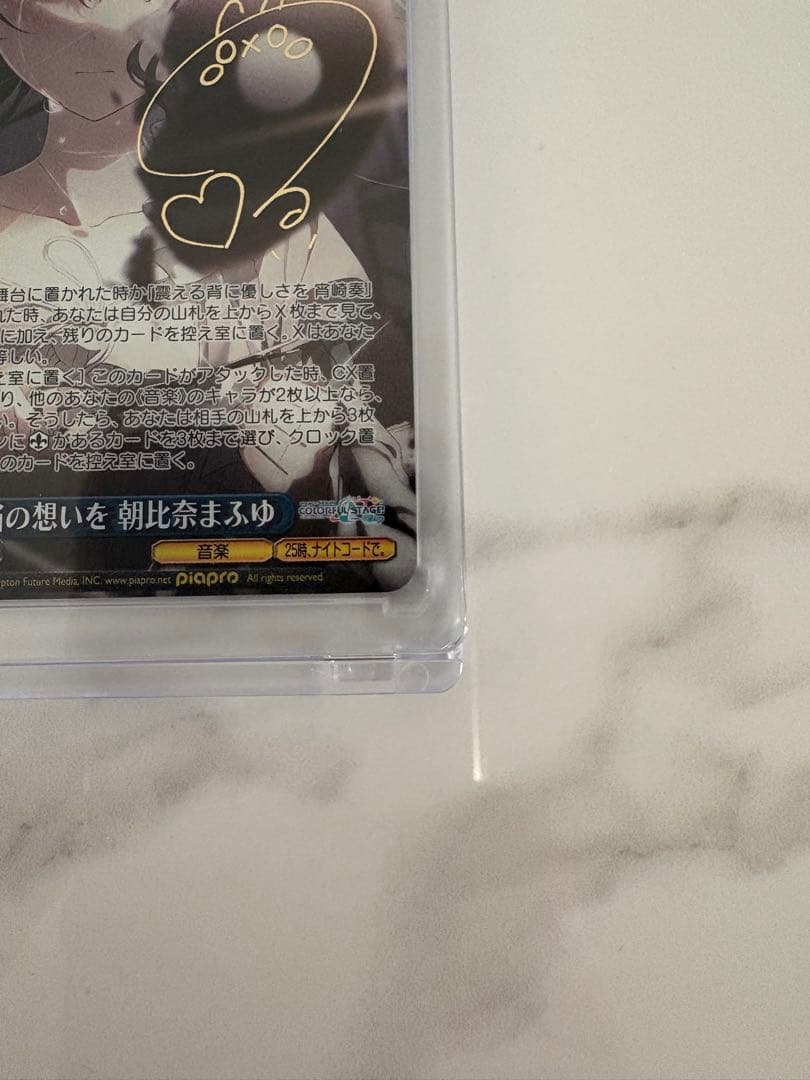 舞台に置かれた時か「震える背に優しさを 宵崎奏」
れた時、あなたは自分の山札を上からX枚まで見て、
に加え、残りのカードを控え室に置く。Xはあなた
等しい。
え室に置く］ このカードがアタックした時、CX置
り、他のあなたの《音楽》のキャラが2枚以上なら、
い。そうしたら、あなたは相手の山札を上から3枚
ンに があるカードを3枚まで選び、クロック置
のカードを控え室に置く。
の想いを 朝比奈まふゆ
COLORFUL STAGE!
音楽 25時、ナイトコードで。
pton Future Media, INC. www.piapro.net piapro All rights reserved.